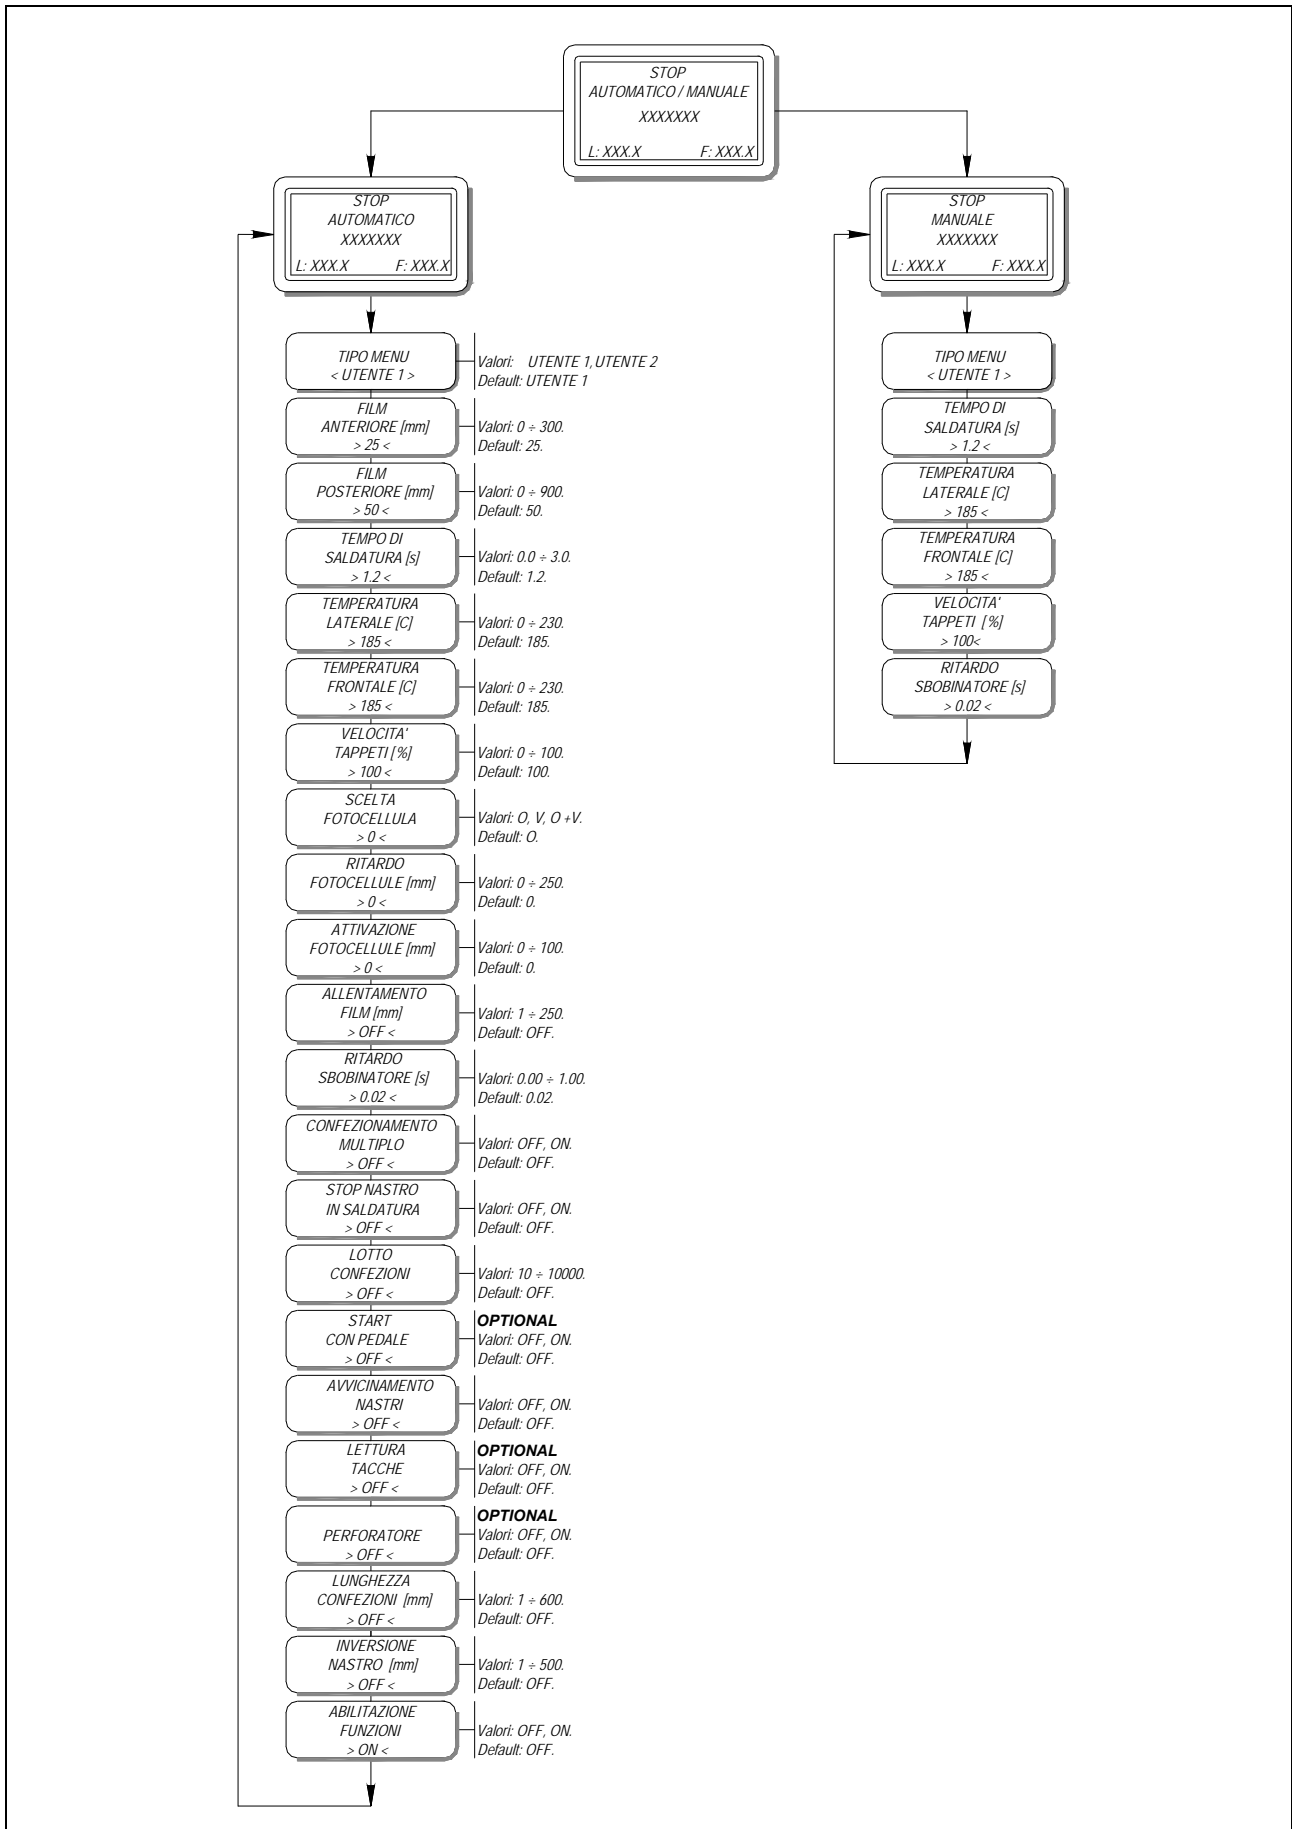 STOP
AUTOMATICO / MANUALE
XXXXXXX
L: XXX.X F: XXX.X
STOP
AUTOMATICO
XXXXXXX
L: XXX.X F: XXX.X
TIPO MENU
< UTENTE 1 >
Valori: UTENTE 1, UTENTE 2
Default: UTENTE 1
FILM
ANTERIORE [mm]
> 25 <
Valori: 0 ÷ 300.
Default: 25.
FILM
POSTERIORE [mm]
> 50 <
Valori: 0 ÷ 900.
Default: 50.
TEMPO DI
SALDATURA [s]
> 1.2 <
Valori: 0.0 ÷ 3.0.
Default: 1.2.
TEMPERATURA
LATERALE [C]
> 185 <
Valori: 0 ÷ 230.
Default: 185.
TEMPERATURA
FRONTALE [C]
> 185 <
Valori: 0 ÷ 230.
Default: 185.
VELOCITA'
TAPPETI [%]
> 100 <
Valori: 0 ÷ 100.
Default: 100.
SCELTA
FOTOCELLULA
> 0 <
Valori: O, V, O +V.
Default: O.
RITARDO
FOTOCELLULE [mm]
> 0 <
Valori: 0 ÷ 250.
Default: 0.
ATTIVAZIONE
FOTOCELLULE [mm]
> 0 <
Valori: 0 ÷ 100.
Default: 0.
ALLENTAMENTO
FILM [mm]
> OFF <
Valori: 1 ÷ 250.
Default: OFF.
RITARDO
SBOBINATORE [s]
> 0.02 <
Valori: 0.00 ÷ 1.00.
Default: 0.02.
CONFEZIONAMENTO
MULTIPLO
> OFF <
Valori: OFF, ON.
Default: OFF.
STOP NASTRO
IN SALDATURA
> OFF <
Valori: OFF, ON.
Default: OFF.
LOTTO
CONFEZIONI
> OFF <
Valori: 10 ÷ 10000.
Default: OFF.
START
CON PEDALE
> OFF <
OPTIONAL
Valori: OFF, ON.
Default: OFF.
AVVICINAMENTO
NASTRI
> OFF <
Valori: OFF, ON.
Default: OFF.
LETTURA
TACCHE
> OFF <
OPTIONAL
Valori: OFF, ON.
Default: OFF.
PERFORATORE
> OFF <
OPTIONAL
Valori: OFF, ON.
Default: OFF.
LUNGHEZZA
CONFEZIONI [mm]
> OFF <
Valori: 1 ÷ 600.
Default: OFF.
INVERSIONE
NASTRO [mm]
> OFF <
Valori: 1 ÷ 500.
Default: OFF.
ABILITAZIONE
FUNZIONI
> ON <
Valori: OFF, ON.
Default: OFF.
STOP
MANUALE
XXXXXXX
L: XXX.X F: XXX.X
TIPO MENU
< UTENTE 1 >
TEMPO DI
SALDATURA [s]
> 1.2 <
TEMPERATURA
LATERALE [C]
> 185 <
TEMPERATURA
FRONTALE [C]
> 185 <
VELOCITA'
TAPPETI [%]
> 100<
RITARDO
SBOBINATORE [s]
> 0.02 <